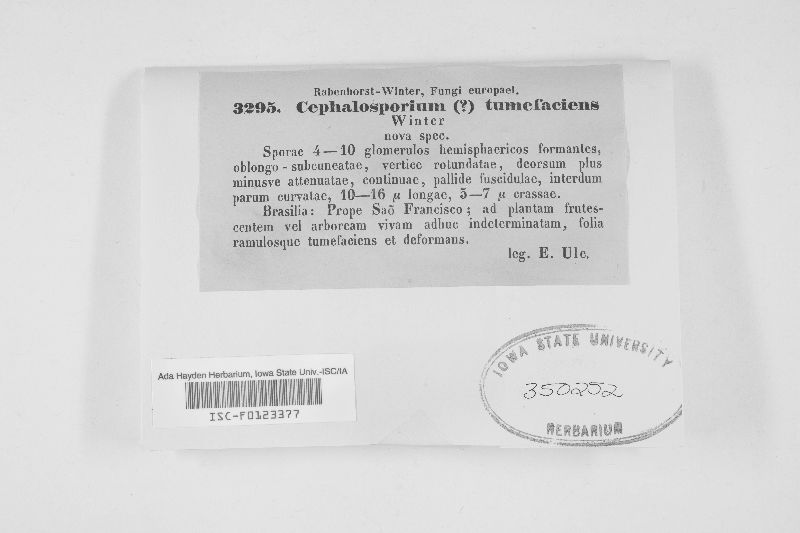 Rabenhorst-Winter, Fungi europaei.
3295. Cephalosporium (?) tumefaciens
Winter
nova spec.
Sporae 4—10 glomerulos hemisphaericos formantes,
oblongo - subcuneatae, vertice rotundatae, deorsum plus
minusve attenuatae, continuae, pallide fuscidulae, interdum
parum curvatae, 10—16 µ longae, 5—7 µ crassae.
Brasilia: Prope Saõ Francisco; ad plantam frutes-
centem vel arboream vivam adhuc indeterminatam, folia
ramulosque tumefaciens et deformans.
leg. E. Ule.
Ada Hayden Herbarium, Iowa State Univ.-ISC/IA
ISC-F0123377
IOWA STATE UNIVERSITY
350252
HERBARIUM